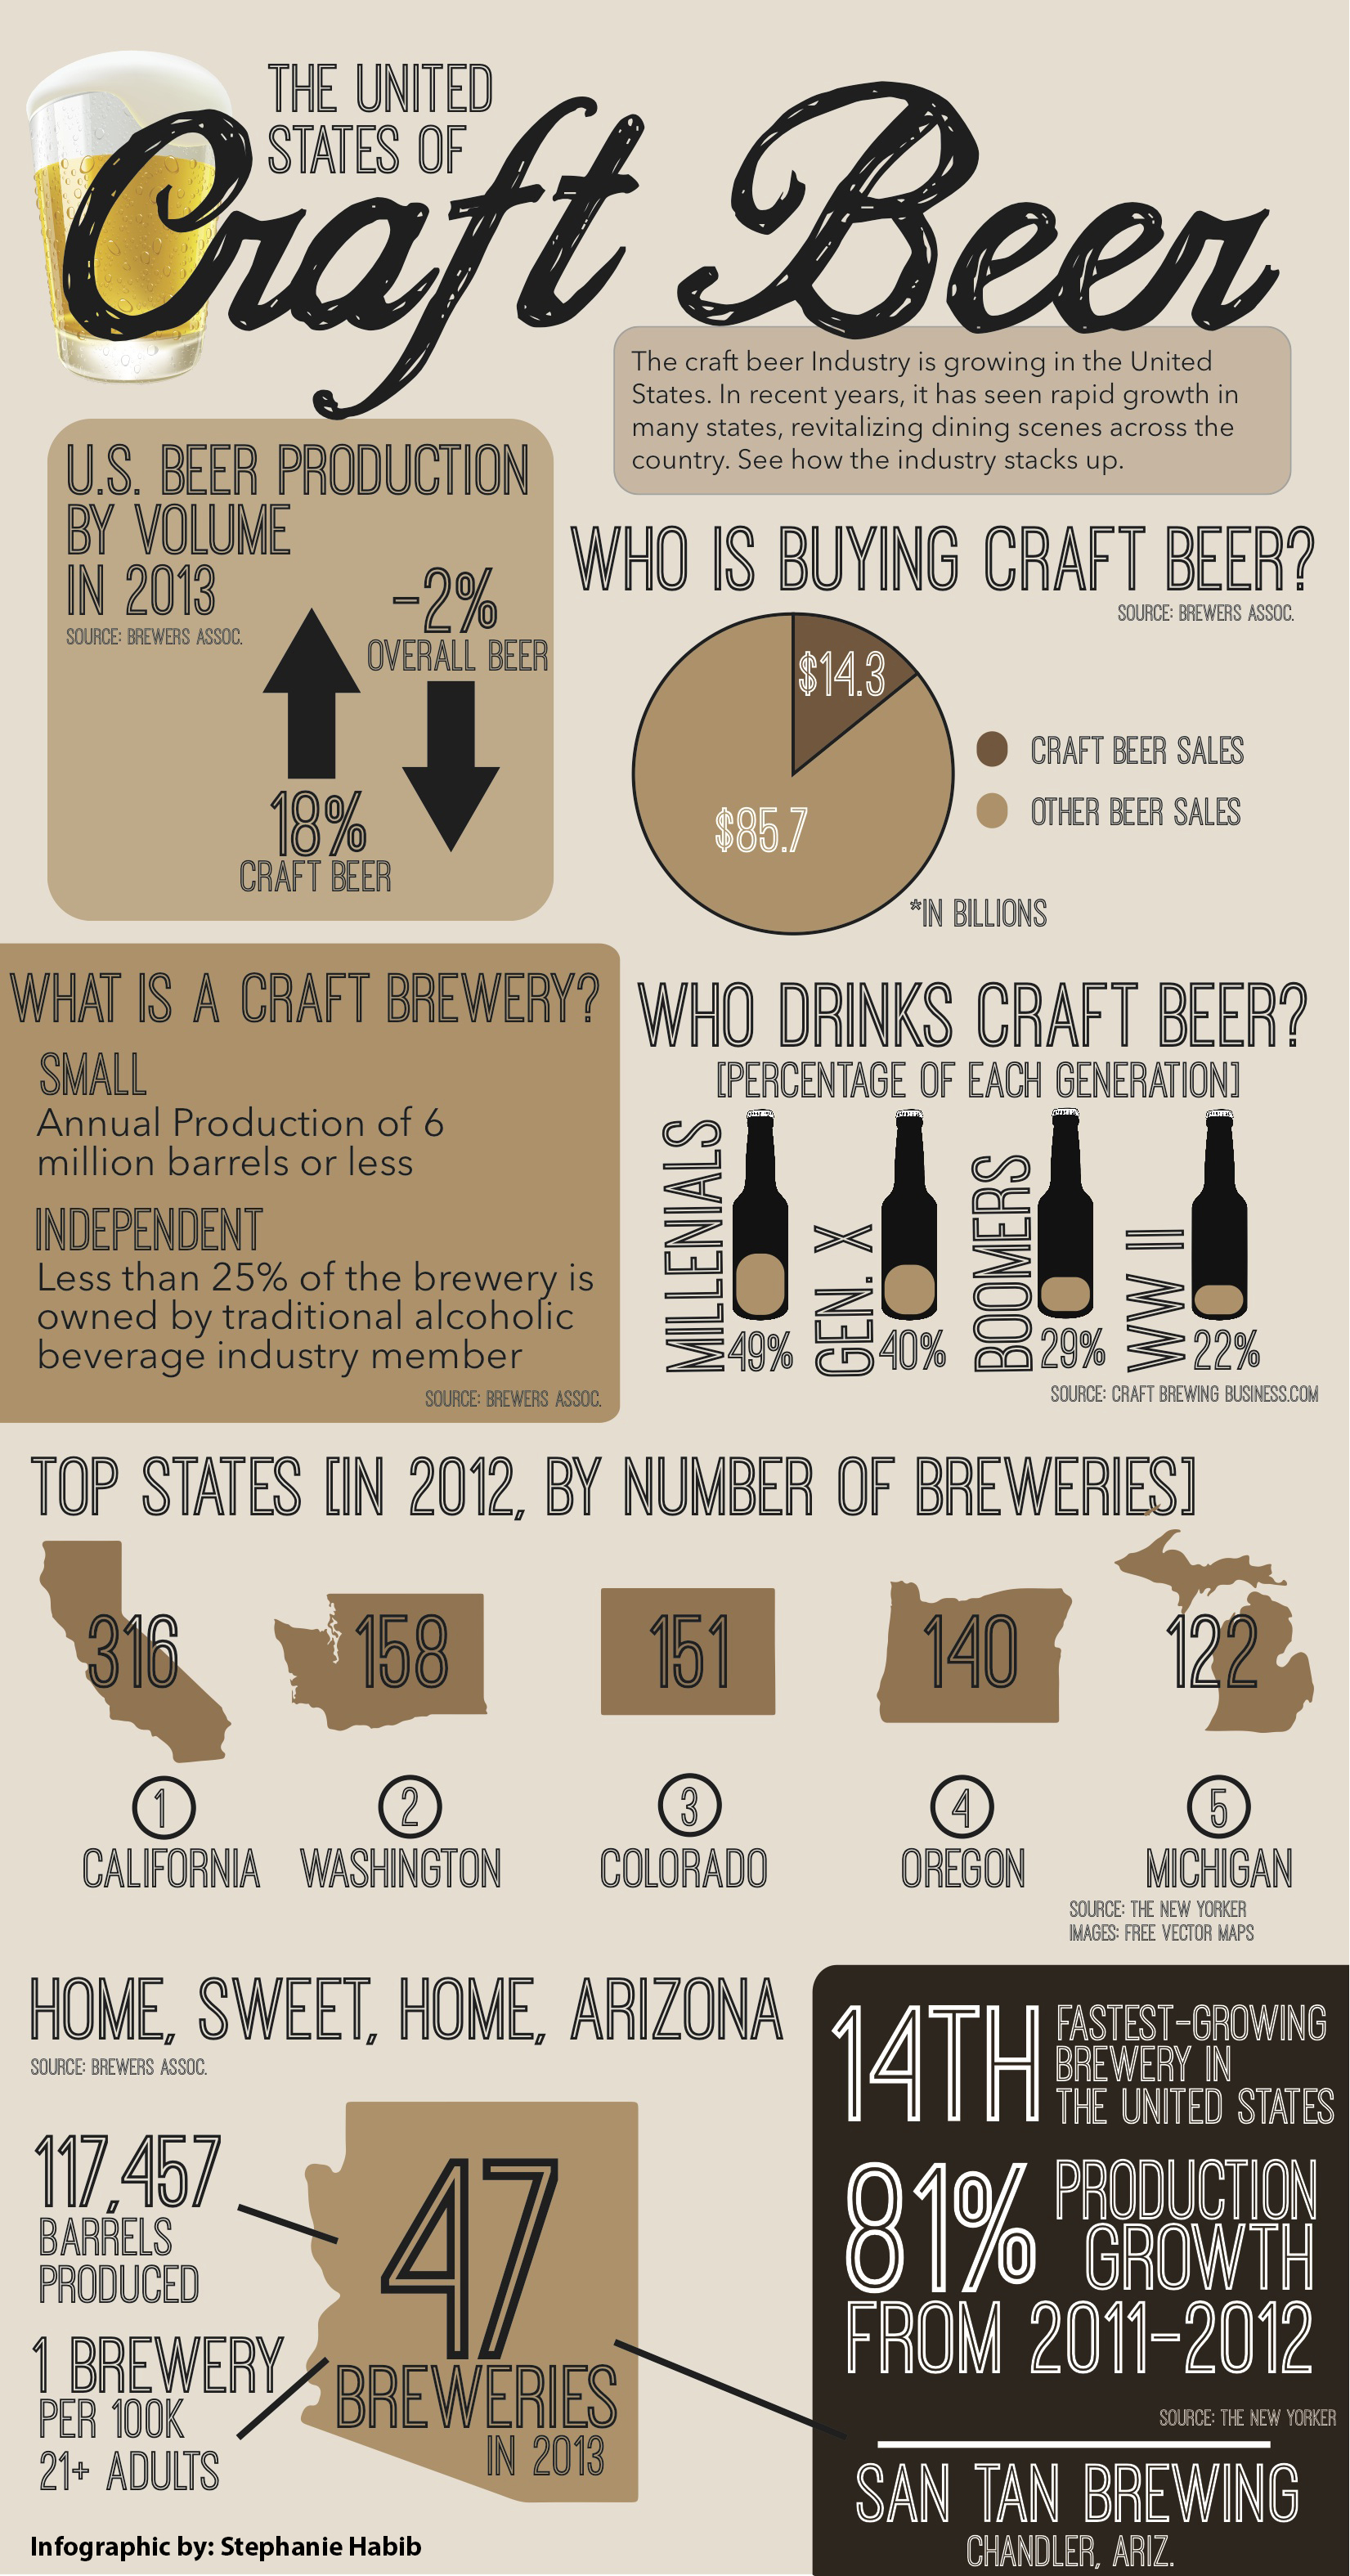 THE UNITED
STATES OF
Craft Beer
The craft beer Industry is growing in the United
States. In recent years, it has seen rapid growth in
many states, revitalizing dining scenes across the
country. See how the industry stacks up.
U.S. BEER PRODUCTION
BY VOLUME
IN 2013
SOURCE: BREWERS ASSOC.
-2%
OVERALL BEER
18%
CRAFT BEER
WHO IS BUYING CRAFT BEER?
SOURCE: BREWERS ASSOC.
$14.3
$85.7
CRAFT BEER SALES
OTHER BEER SALES
*IN BILLIONS
WHAT IS A CRAFT BREWERY?
SMALL
Annual Production of 6
million barrels or less
INDEPENDENT
Less than 25% of the brewery is
owned by traditional alcoholic
beverage industry member
SOURCE: BREWERS ASSOC.
WHO DRINKS CRAFT BEER?
[PERCENTAGE OF EACH GENERATION]
MILLENIALS
49%
GEN. X
40%
BOOMERS
29%
WW II
22%
SOURCE: CRAFT BREWING BUSINESS.COM
TOP STATES [IN 2012, BY NUMBER OF BREWERIES]
316
158
151
140
122
1
2
3
4
5
CALIFORNIA
WASHINGTON
COLORADO
OREGON
MICHIGAN
SOURCE: THE NEW YORKER
IMAGES: FREE VECTOR MAPS
HOME, SWEET, HOME, ARIZONA
SOURCE: BREWERS ASSOC.
117,457
BARRELS
PRODUCED
1 BREWERY
PER 100K
21+ ADULTS
47
BREWERIES
IN 2013
14TH
FASTEST-GROWING
BREWERY IN
THE UNITED STATES
81%
PRODUCTION
GROWTH
FROM 2011-2012
SOURCE: THE NEW YORKER
SAN TAN BREWING
CHANDLER, ARIZ.
Infographic by: Stephanie Habib